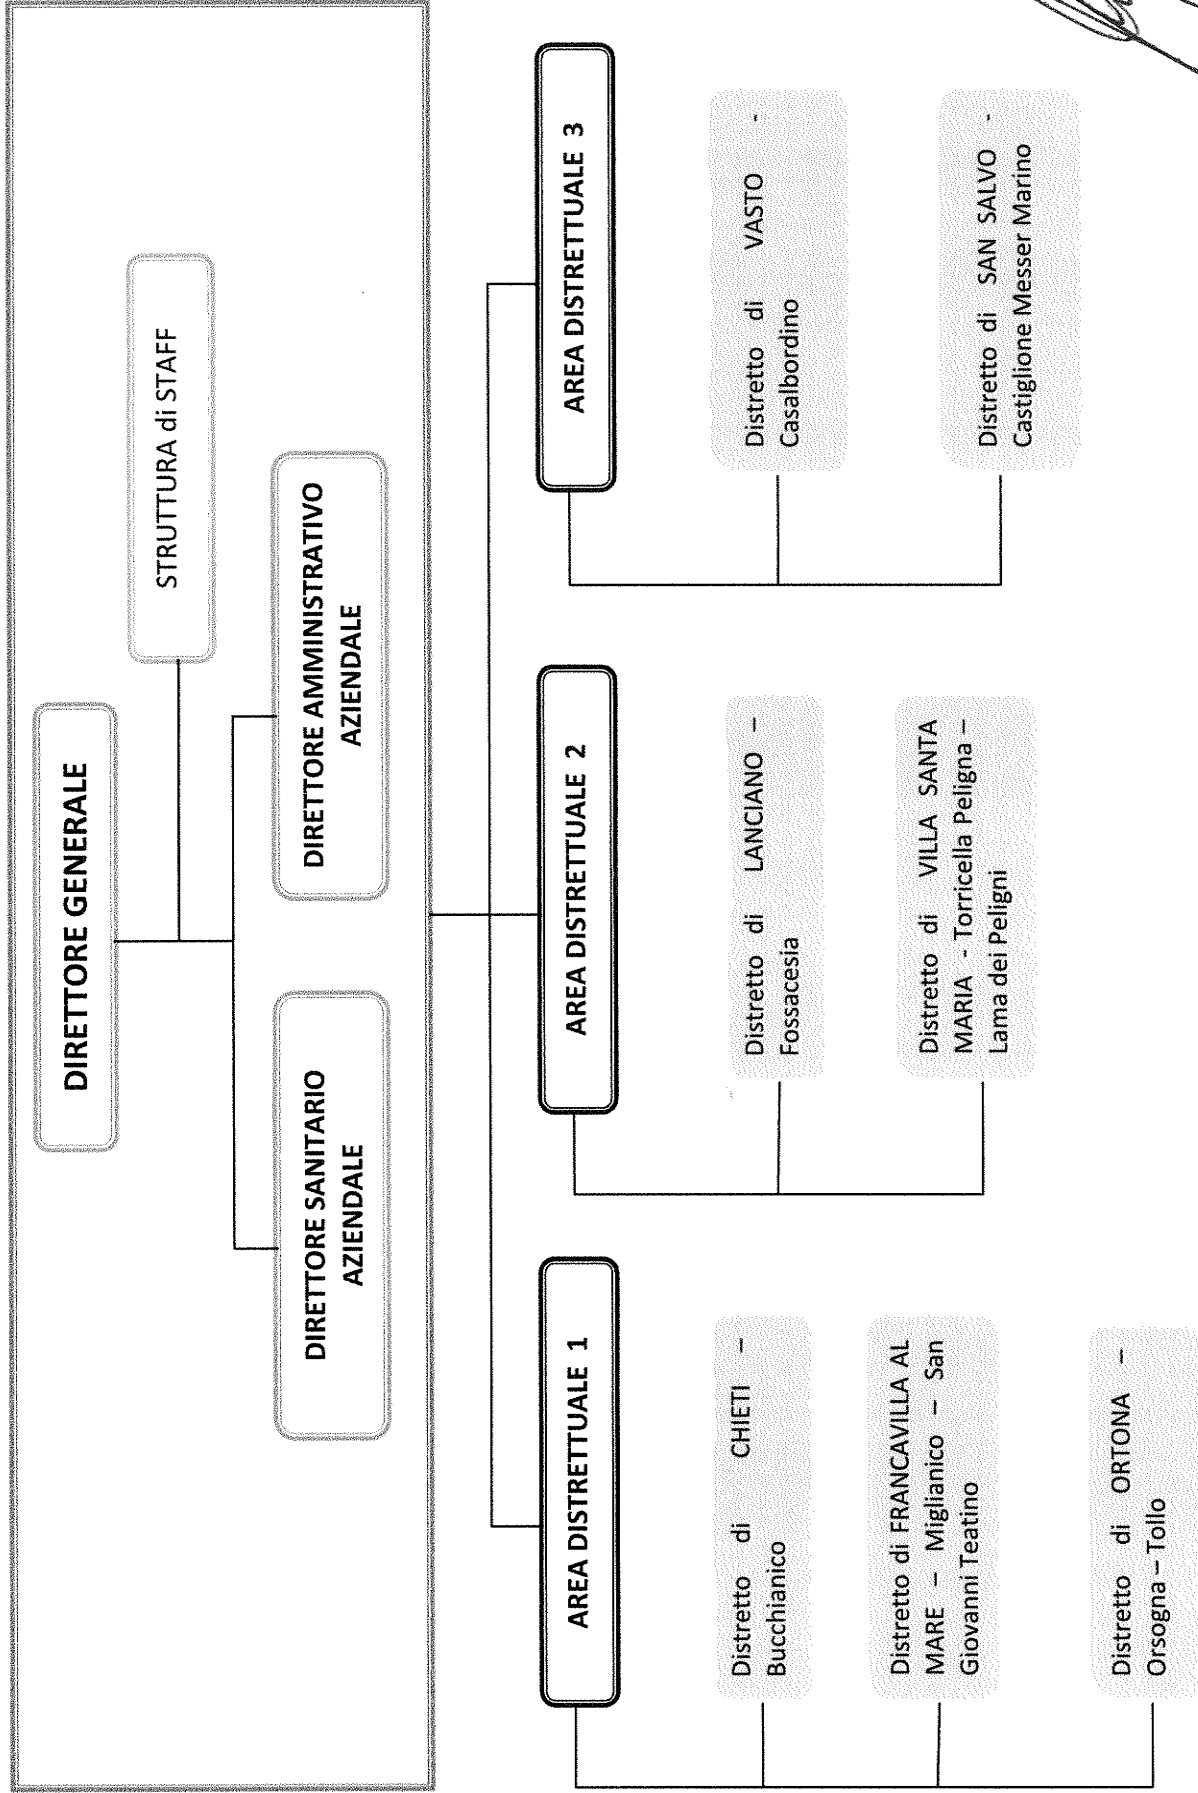 DIRETTORE GENERALE
STRUTTURA di STAFF
DIRETTORE SANITARIO
AZIENDALE
DIRETTORE AMMINISTRATIVO
AZIENDALE
AREA DISTRETTUALE 1
Distretto di CHIETI –
Bucchianico
Distretto di FRANCAVILLA AL
MARE – Miglianico – San
Giovanni Teatino
Distretto di ORTONA –
Orsogna – Tollo
AREA DISTRETTUALE 2
Distretto di LANCIANO –
Fossacesia
Distretto di VILLA SANTA
MARIA - Torricella Peligna –
Lama dei Peligni
AREA DISTRETTUALE 3
Distretto di VASTO -
Casalbordino
Distretto di SAN SALVO -
Castiglione Messer Marino